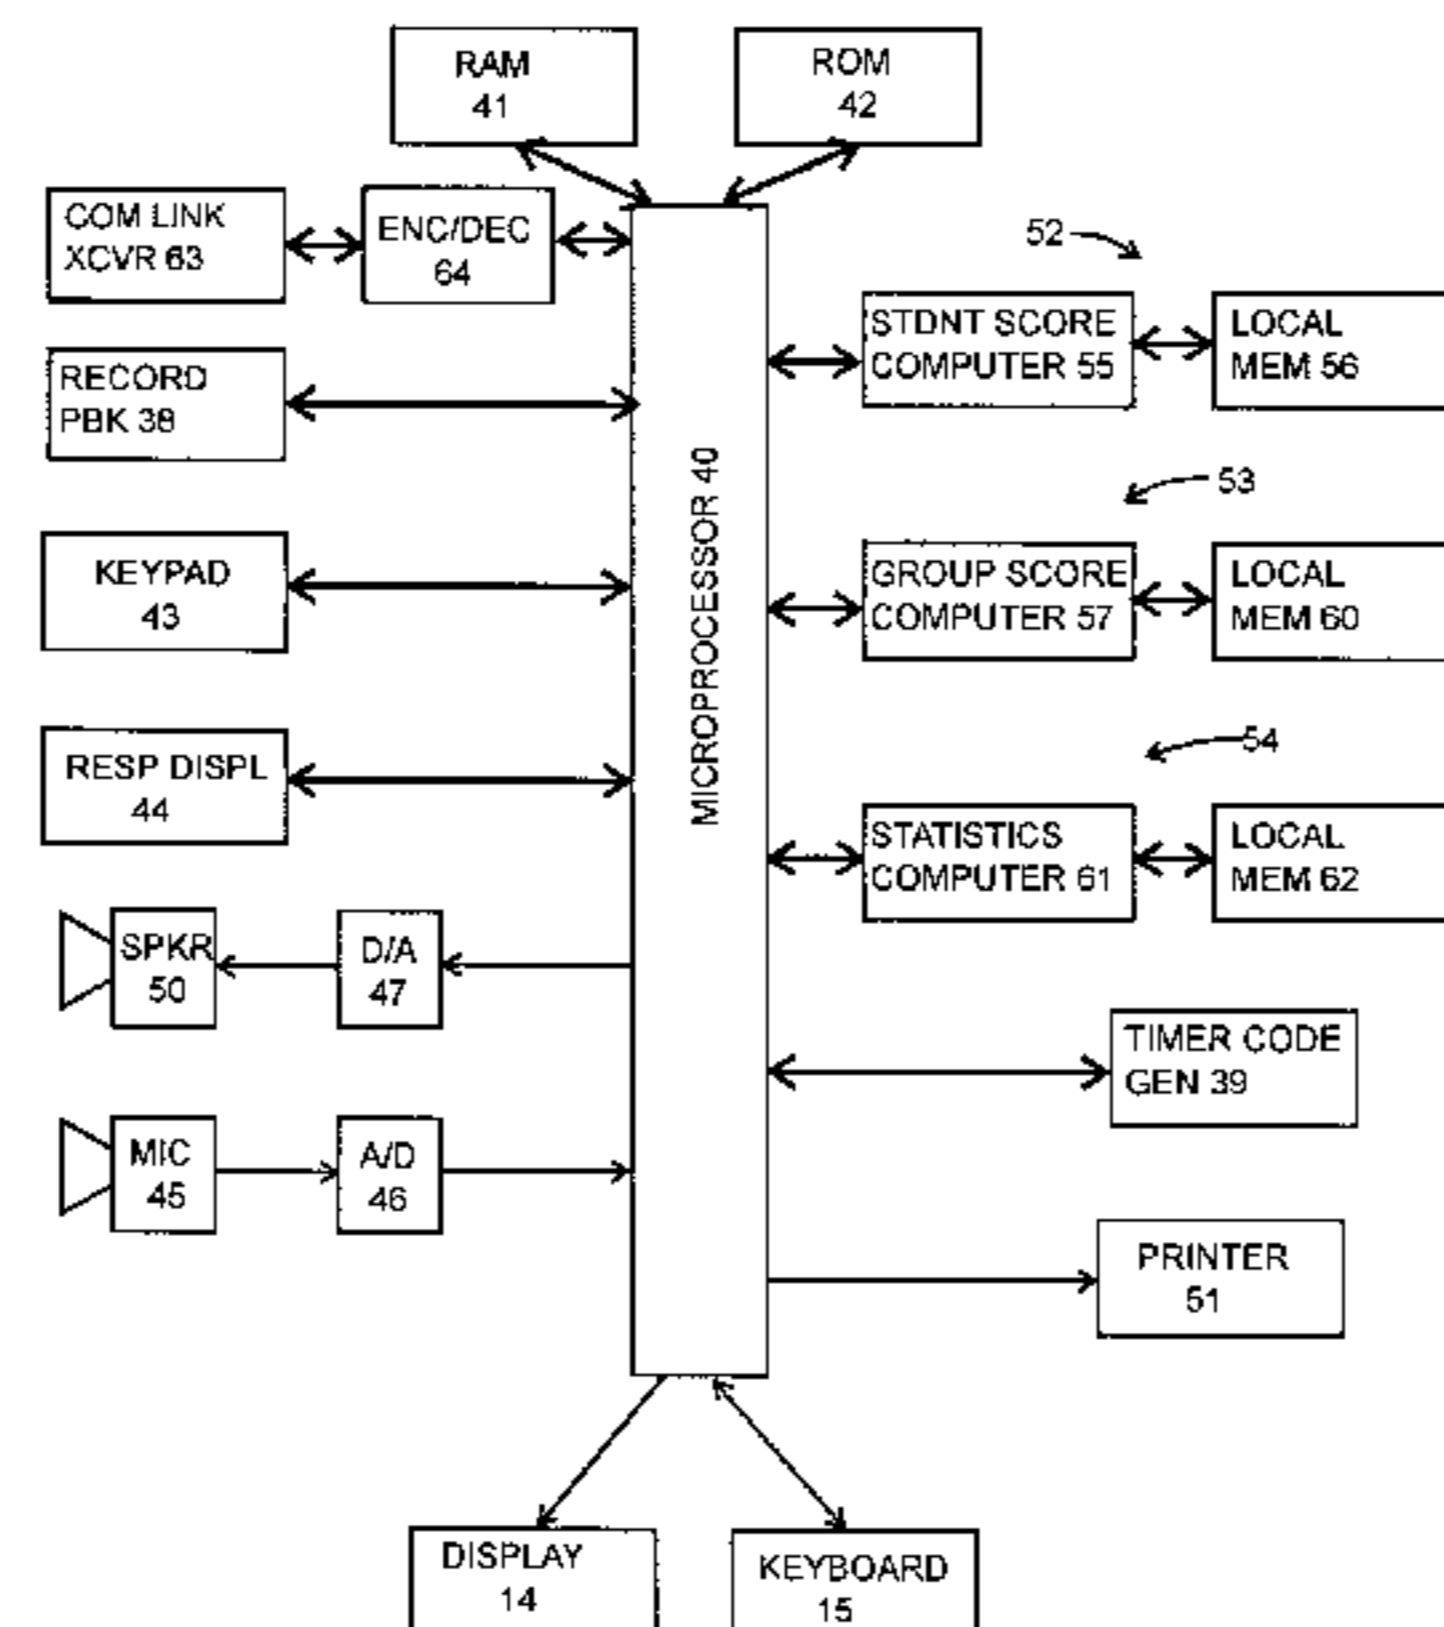 RAM
41
ROM
42
COM LINK
XCVR 63
ENC/DEC
64
52
STDNT SCORE
COMPUTER 55
LOCAL
MEM 56
RECORD
PBK 38
53
KEYPAD
43
MICROPROCESSOR 40
GROUP SCORE
COMPUTER 57
LOCAL
MEM 60
54
RESP DISPL
44
STATISTICS
COMPUTER 61
LOCAL
MEM 62
SPKR
50
D/A
47
TIMER CODE
GEN 39
MIC
45
A/D
46
PRINTER
51
DISPLAY
14
KEYBOARD
15